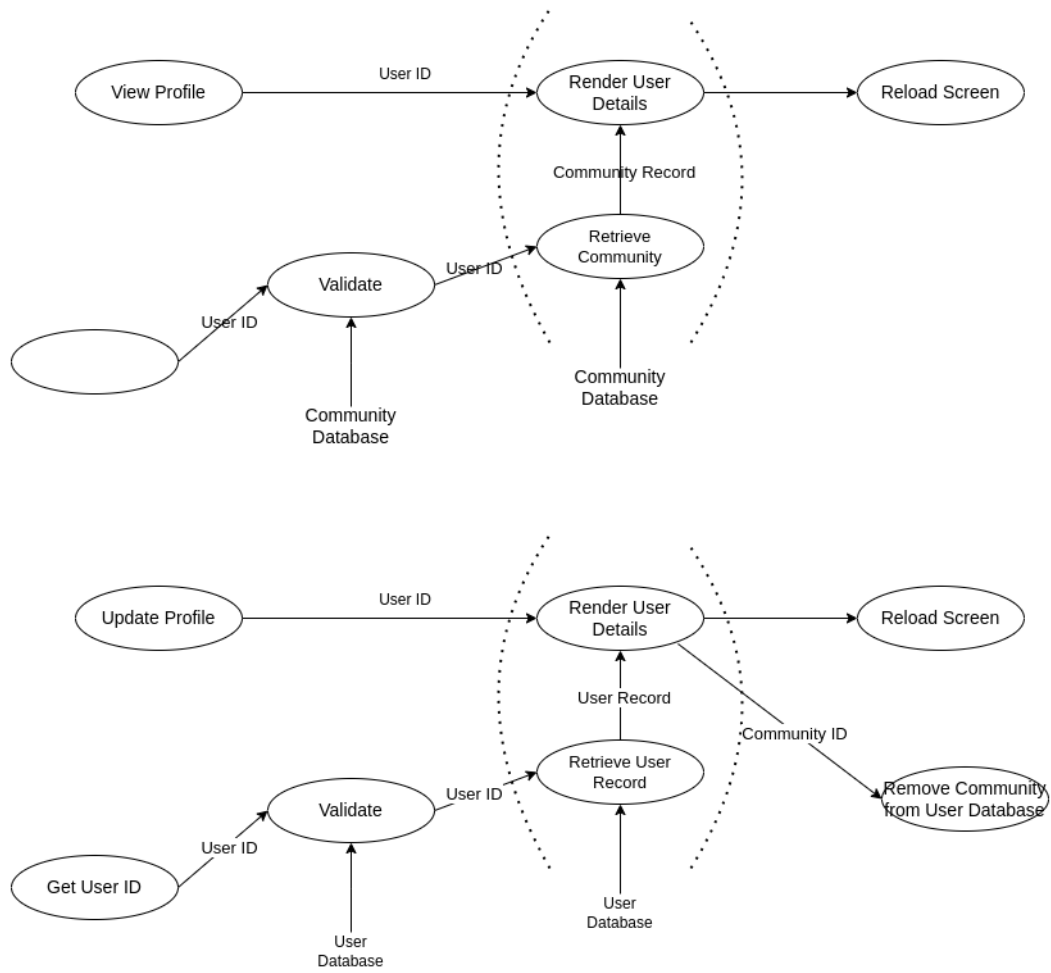 User ID
View Profile
Render User
Details
Reload Screen
Community Record
Retrieve
Community
User ID
Validate
User ID
Community
Database
Community
Database
Update Profile
User ID
Render User
Details
Reload Screen
User Record
Community ID
Retrieve User
Record
User ID
Validate
Remove Community
from User Database
User ID
Get User ID
User
Database
User
Database